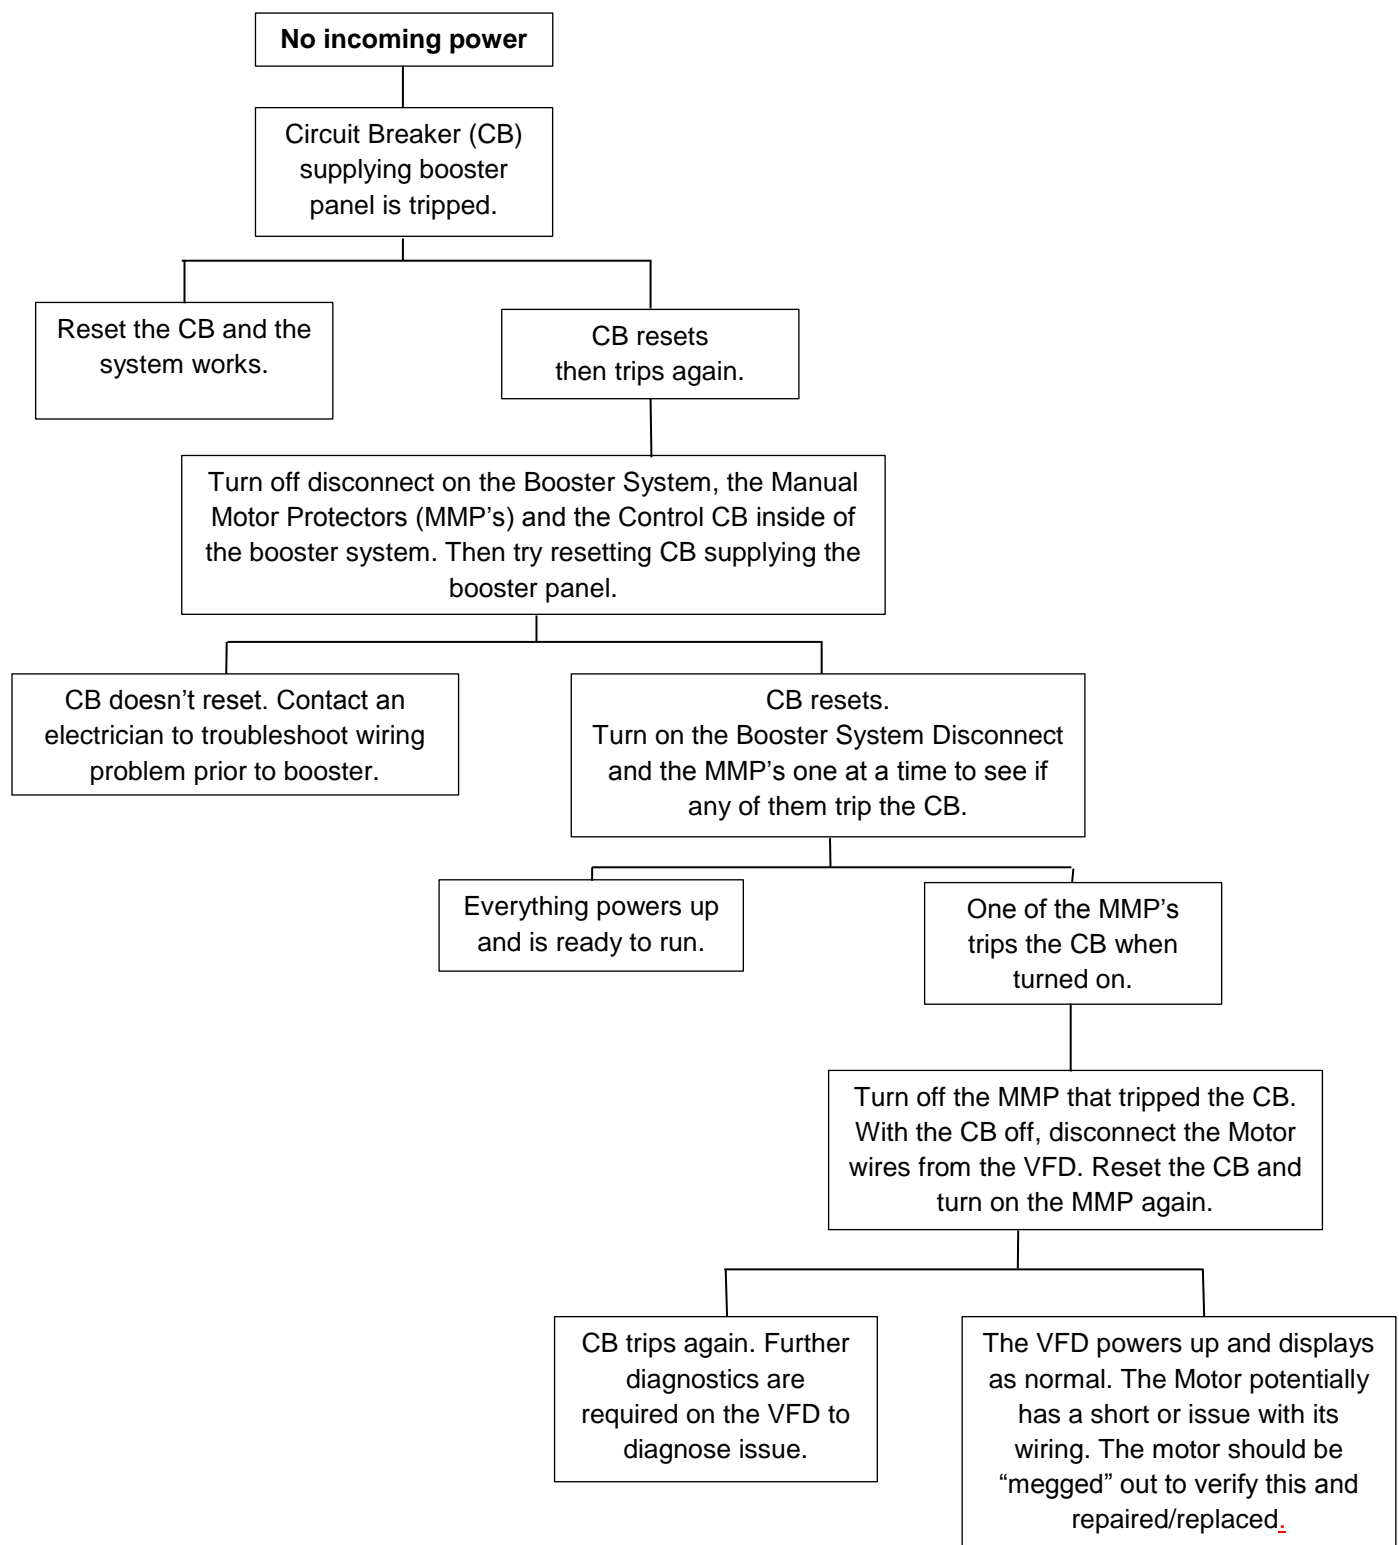 No incoming power
Circuit Breaker (CB)
supplying booster
panel is tripped.
Reset the CB and the
system works.
CB resets
then trips again.
Turn off disconnect on the Booster System, the Manual
Motor Protectors (MMP’s) and the Control CB inside of
the booster system. Then try resetting CB supplying the
booster panel.
CB doesn’t reset. Contact an
electrician to troubleshoot wiring
problem prior to booster.
CB resets.
Turn on the Booster System Disconnect
and the MMP’s one at a time to see if
any of them trip the CB.
Everything powers up
and is ready to run.
One of the MMP’s
trips the CB when
turned on.
Turn off the MMP that tripped the CB.
With the CB off, disconnect the Motor
wires from the VFD. Reset the CB and
turn on the MMP again.
CB trips again. Further
diagnostics are
required on the VFD to
diagnose issue.
The VFD powers up and displays
as normal. The Motor potentially
has a short or issue with its
wiring. The motor should be
“megged” out to verify this and
repaired/replaced.